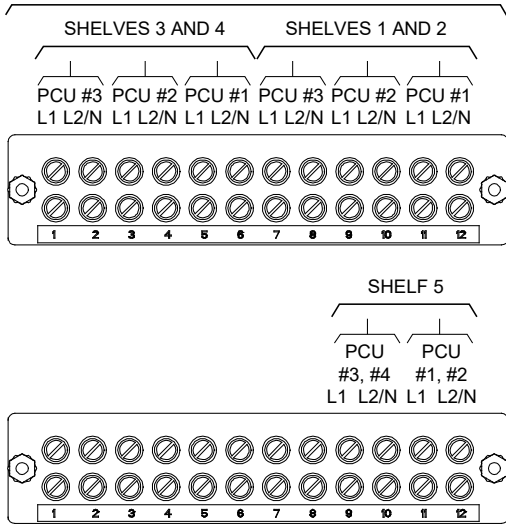 SHELVES 3 AND 4 SHELVES 1 AND 2
PCU #3 PCU #2 PCU #1 PCU #3 PCU #2 PCU #1
L1 L2/N L1 L2/N L1 L2/N L1 L2/N L1 L2/N L1 L2/N
1 2 3 4 5 6 7 8 9 10 11 12
SHELF 5
PCU PCU
#3, #4 #1, #2
L1 L2/N L1 L2/N
1 2 3 4 5 6 7 8 9 10 11 12